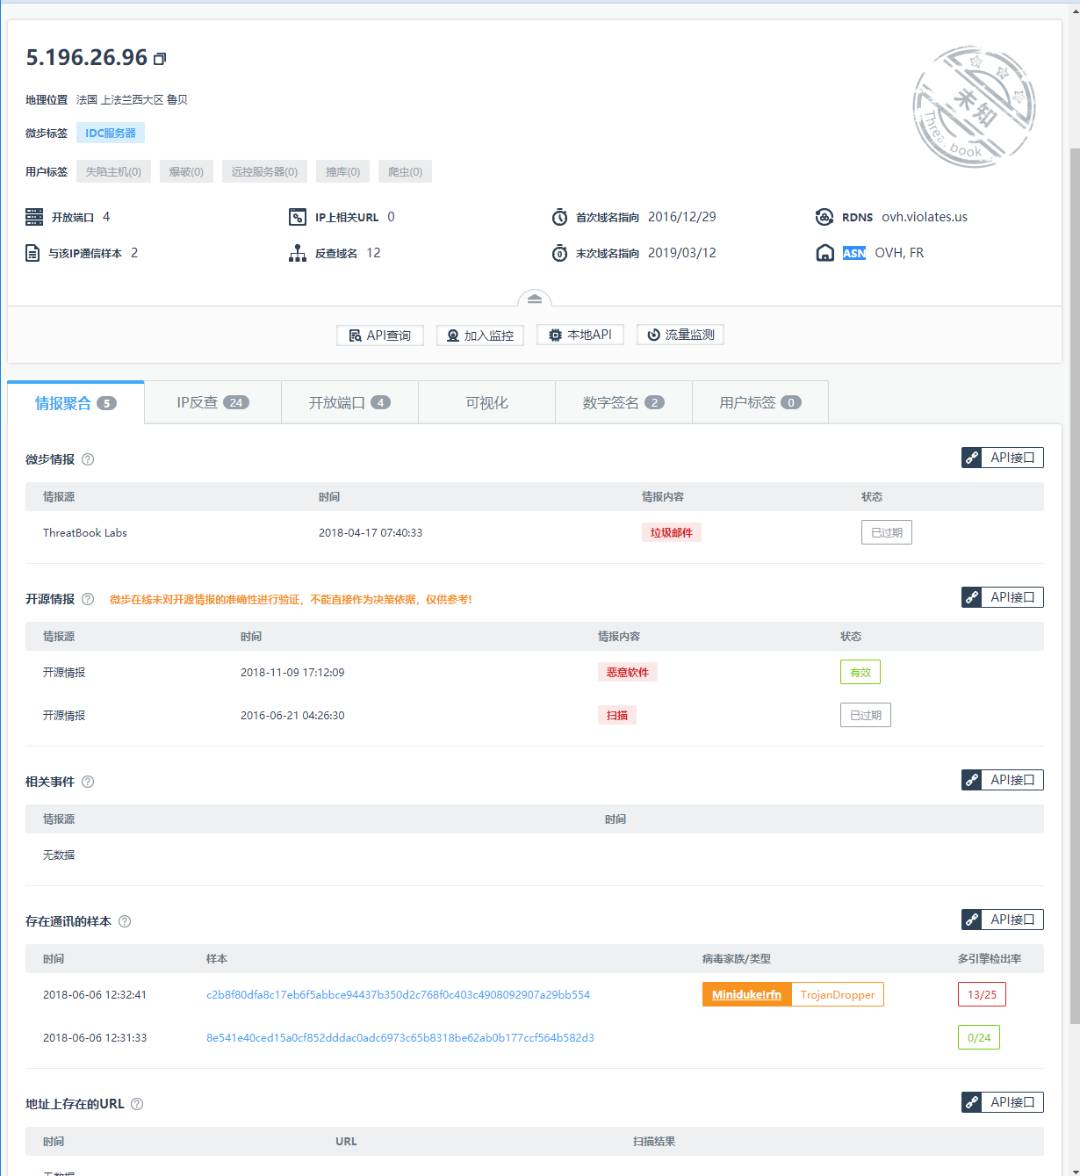 5.196.26.96
地理位置 法国 上法兰西大区 鲁贝
微步标签 IDC服务器
用户标签 失陷主机(0) 爆破(0) 远控服务器(0) 撞库(0) 爬虫(0)
未知
book
开放端口 4 IP上相关URL 0 首次域名指向 2016/12/29 RDNS ovh.violates.us
与该IP通信样本 2 反查域名 12 末次域名指向 2019/03/12 ASN OVH, FR
API查询 加入监控 本地API 流量监测
情报聚合 5 IP反查 24 开放端口 4 可视化 数字签名 2 用户标签 0
微步情报 ? API接口
情报源 时间 情报内容 状态
ThreatBook Labs 2018-04-17 07:40:33 垃圾邮件 已过期
开源情报 ? 微步在线未对开源情报的准确性进行验证，不能直接作为决策依据，仅供参考! API接口
情报源 时间 情报内容 状态
开源情报 2018-11-09 17:12:09 恶意软件 有效
开源情报 2016-06-21 04:26:30 扫描 已过期
相关事件 ? API接口
情报源 时间
无数据
存在通讯的样本 ? API接口
时间 样本 病毒家族/类型 多引擎检出率
2018-06-06 12:32:41 c2b8f80dfa8c17eb6f5abbce94437b350d2c768f0c403c4908092907a29bb554 Miniduke!rfn TrojanDropper 13/25
2018-06-06 12:31:33 8e541e40ced15a0cf852dddac0adc6973c65b8318be62ab0b177ccf564b582d3 0/24
地址上存在的URL ? API接口
时间 URL 扫描结果